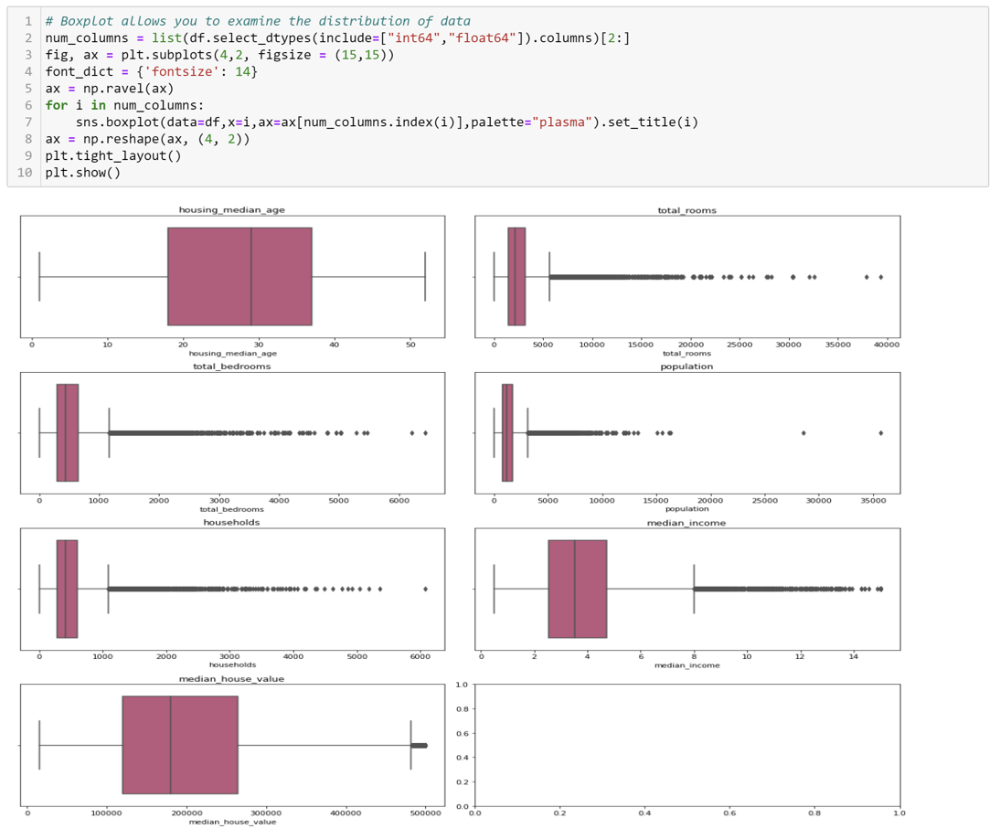 1 # Boxplot allows you to examine the distribution of data
2 num_columns = list(df.select_dtypes(include=["int64","float64"]).columns)[2:]
3 fig, ax = plt.subplots(4,2, figsize = (15,15))
4 font_dict = {'fontsize': 14}
5 ax = np.ravel(ax)
6 for i in num_columns:
7     sns.boxplot(data=df,x=i,ax=ax[num_columns.index(i)],palette="plasma").set_title(i)
8 ax = np.reshape(ax, (4, 2))
9 plt.tight_layout()
10 plt.show()
housing_median_age
0 10 20 30 40 50
housing_median_age
total_rooms
0 5000 10000 15000 20000 25000 30000 35000 40000
total_rooms
total_bedrooms
0 1000 2000 3000 4000 5000 6000
total_bedrooms
population
0 5000 10000 15000 20000 25000 30000 35000
population
households
0 1000 2000 3000 4000 5000 6000
households
median_income
0 2 4 6 8 10 12 14
median_income
median_house_value
0 100000 200000 300000 400000 500000
median_house_value
1.0
0.8
0.6
0.4
0.2
0.0
0.0 0.2 0.4 0.6 0.8 1.0